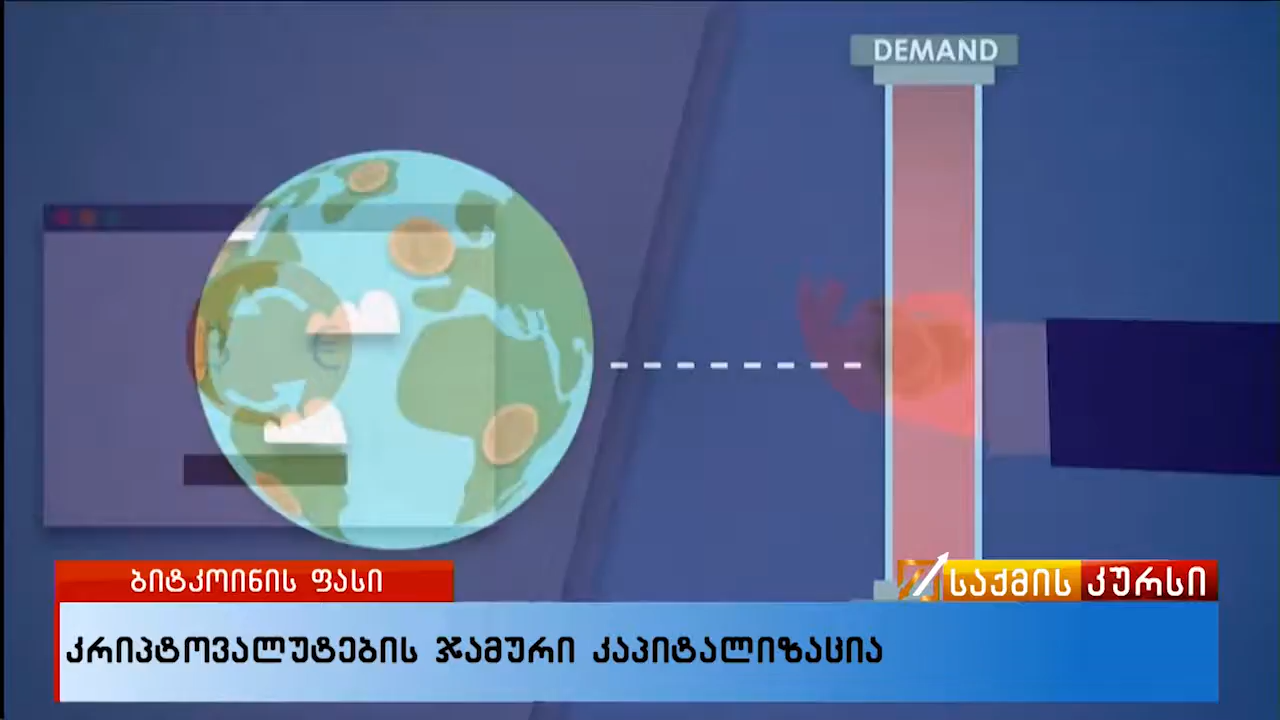 DEMAND
€
ბიტკოინის ფასი
საქმის კურსი
კრიპტოვალუტების ჯამური კაპიტალიზაცია